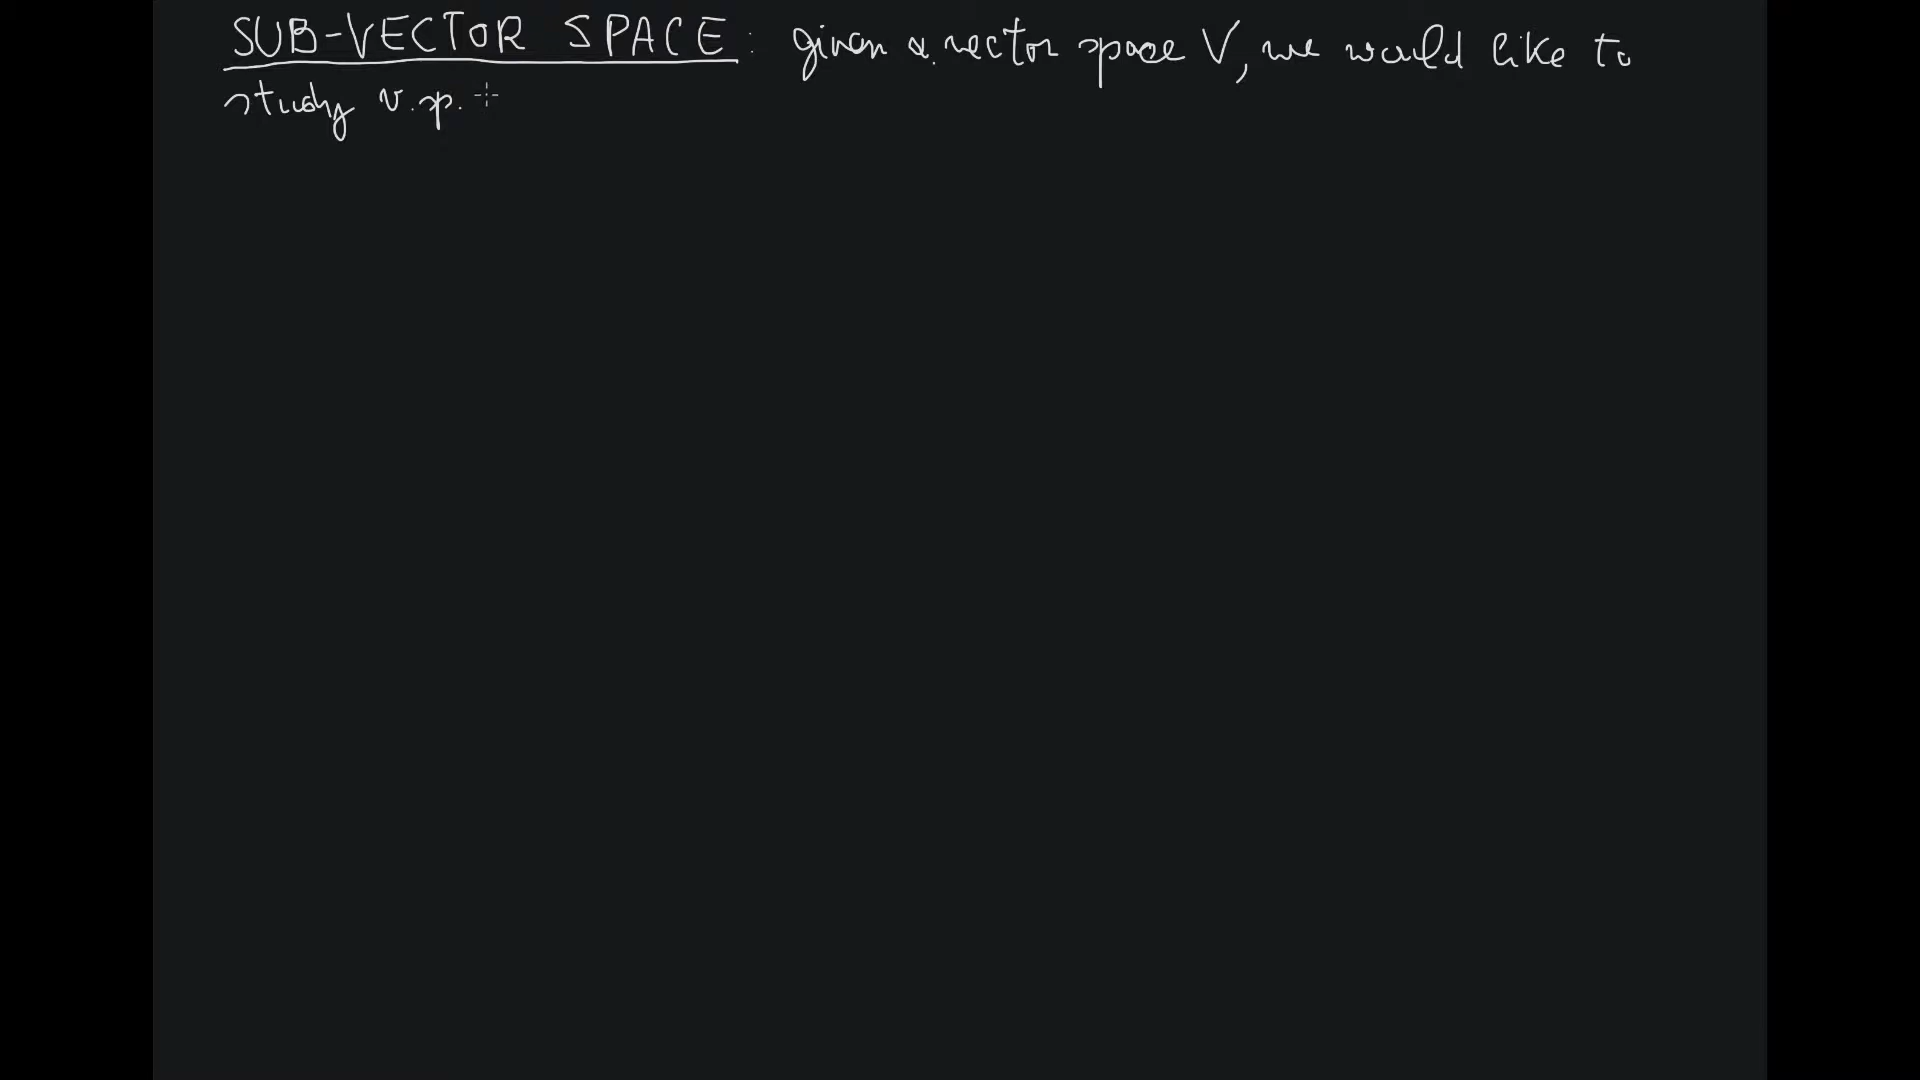 SUB-VECTOR SPACE: given a vector space V, we would like to
study v.sp.